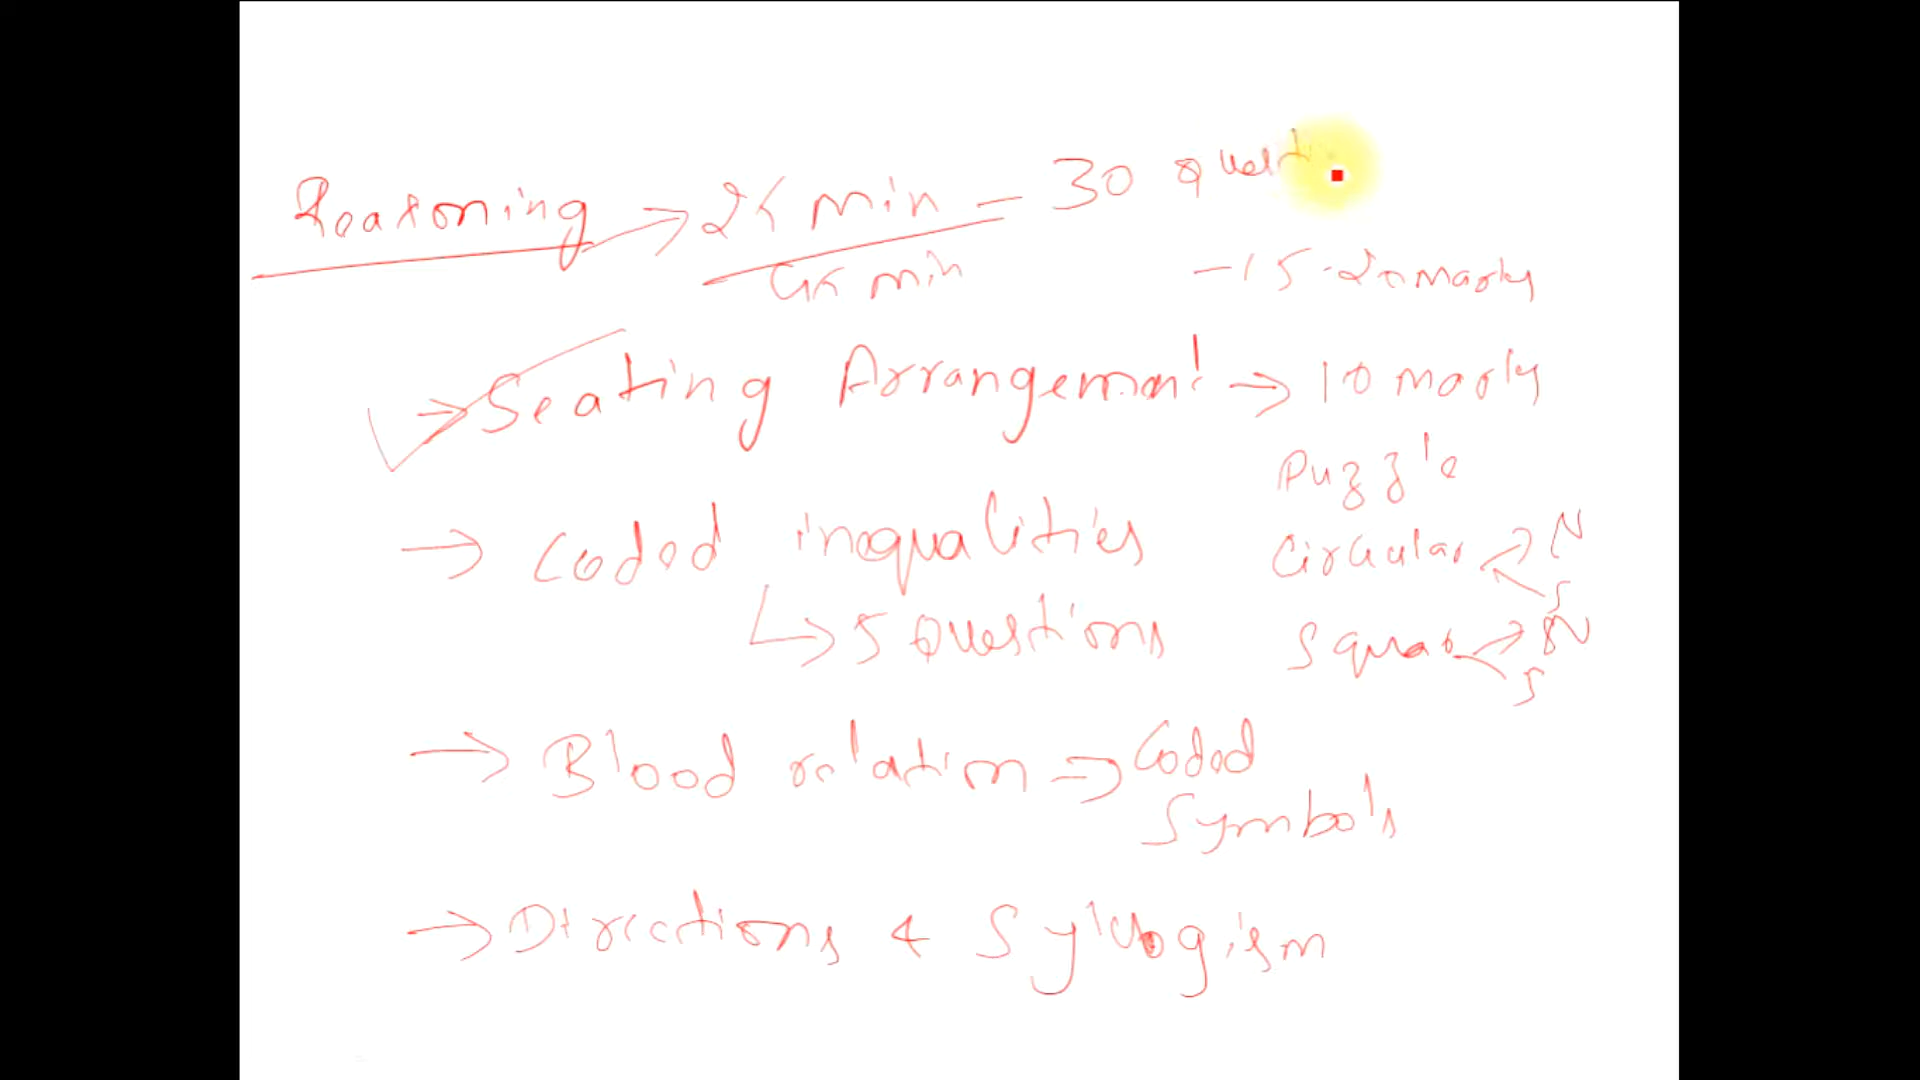 Reasoning → 25 min - 30 Quest
45 min
- 15-20 marks
→ Seating Arrangement → 10 marks
Puzzle
Circular → N
S
→ Coded inequalities
↳ 5 Questions
Square → N
S
→ Blood relation → Coded
Symbols
→ Directions & Syllogism